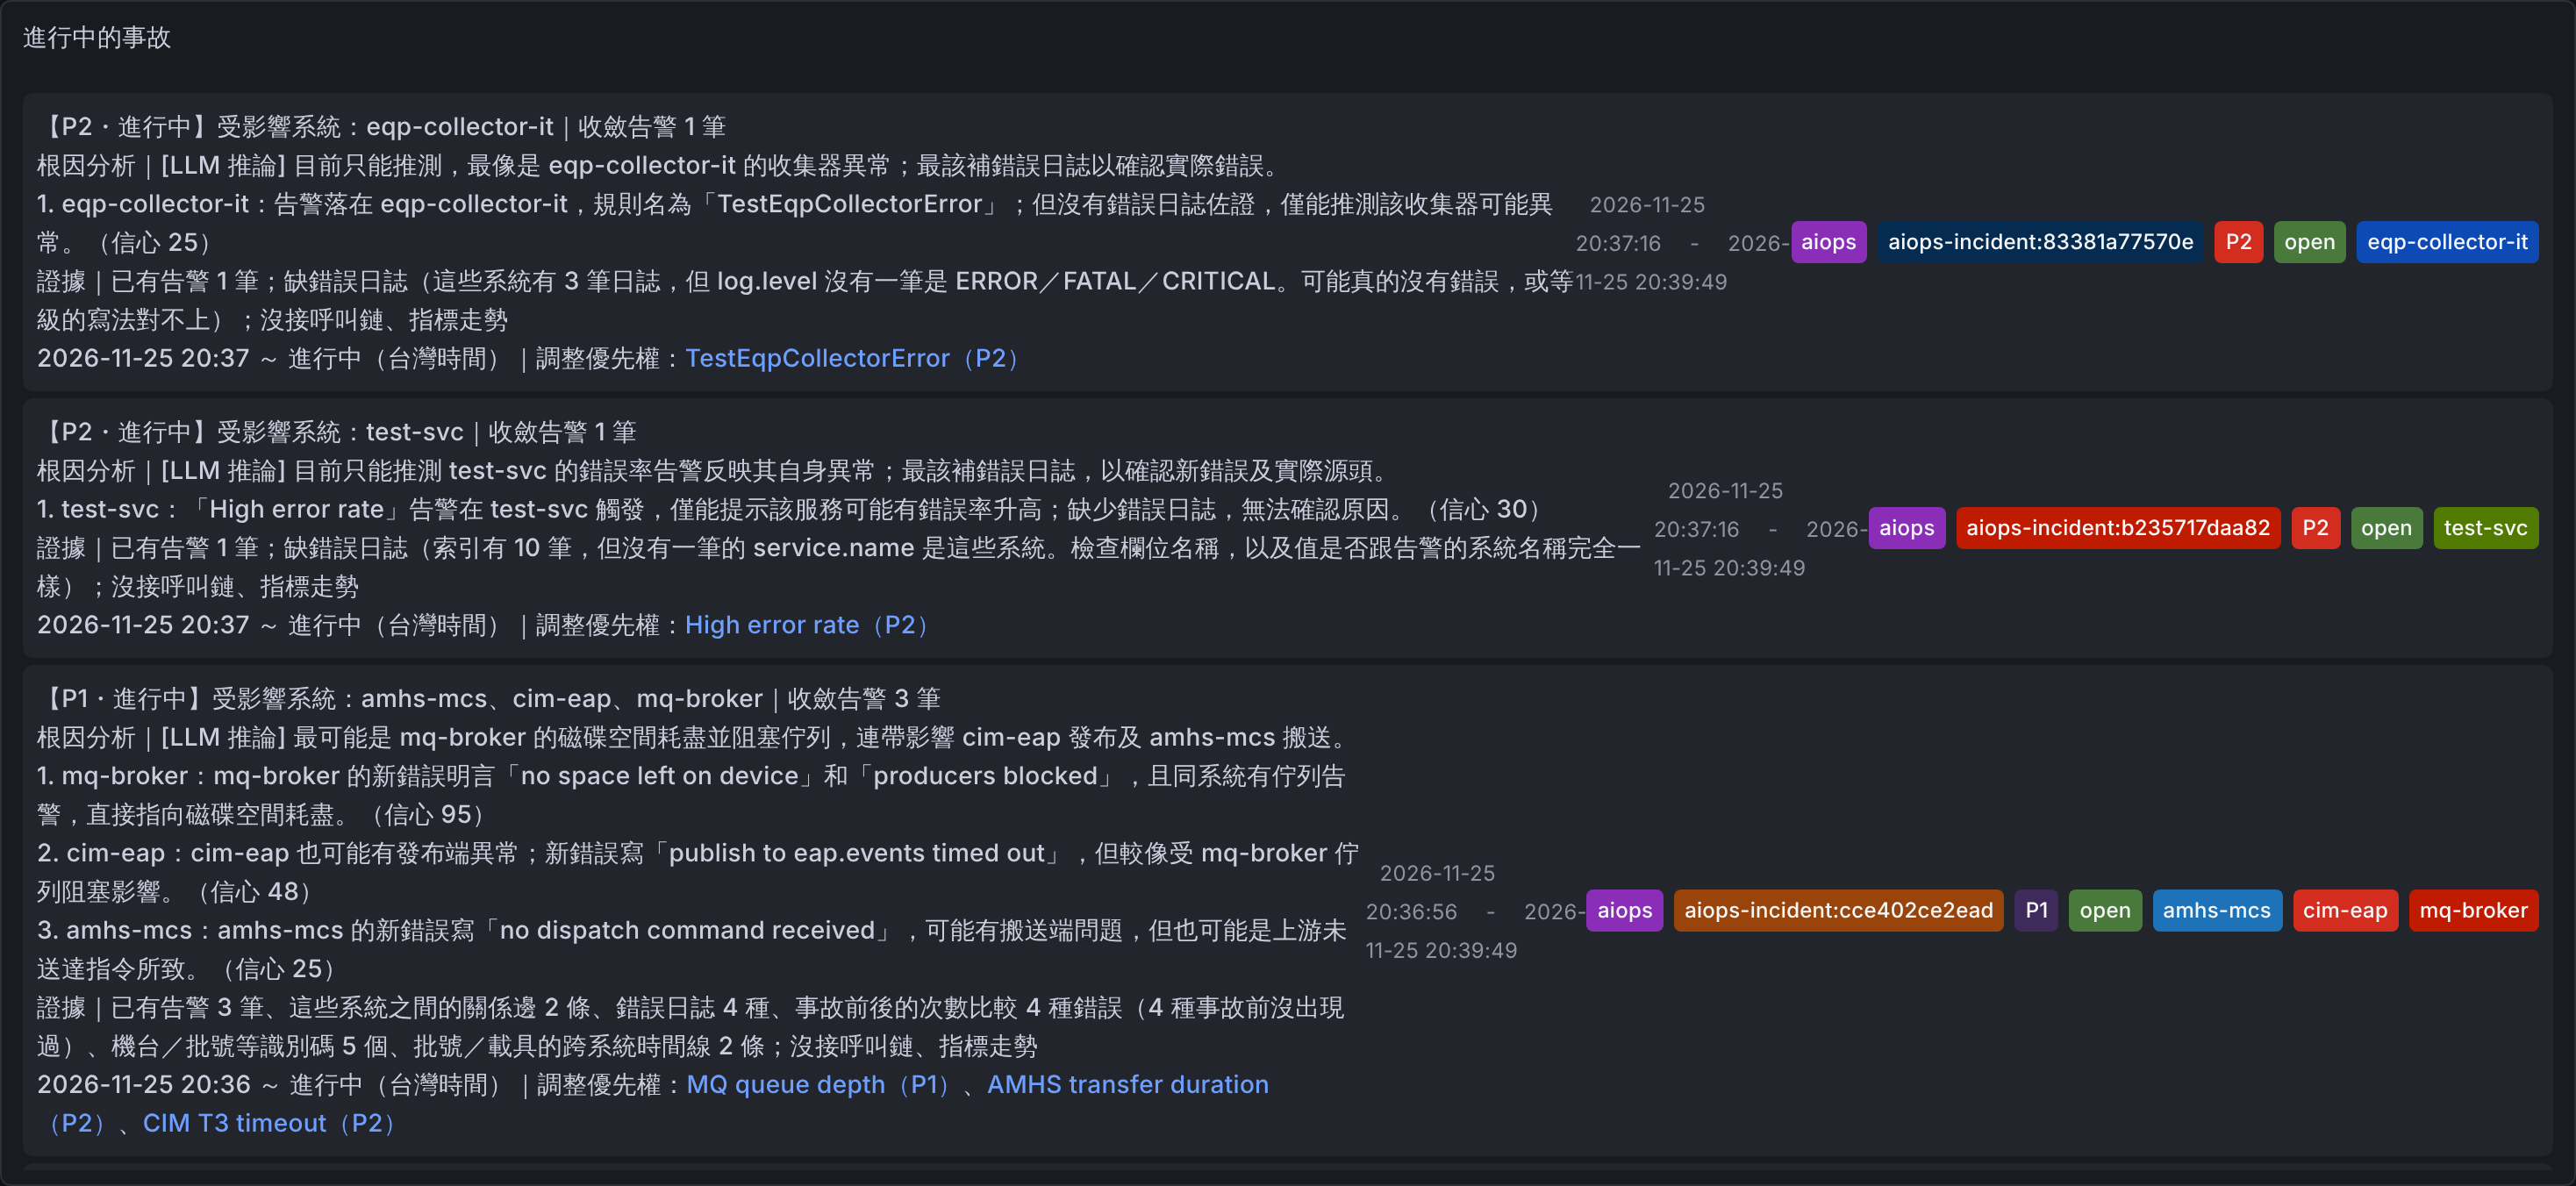 進行中的事故
【P2・進行中】受影響系統：eqp-collector-it｜收斂告警 1 筆
根因分析｜[LLM 推論] 目前只能推測，最像是 eqp-collector-it 的收集器異常；最該補錯誤日誌以確認實際錯誤。
1. eqp-collector-it：告警落在 eqp-collector-it，規則名為「TestEqpCollectorError」；但沒有錯誤日誌佐證，僅能推測該收集器可能異
常。（信心 25）
證據｜已有告警 1 筆；缺錯誤日誌（這些系統有 3 筆日誌，但 log.level 沒有一筆是 ERROR／FATAL／CRITICAL。可能真的沒有錯誤，或等
級的寫法對不上）；沒接呼叫鏈、指標走勢
2026-11-25 20:37 ～ 進行中（台灣時間）｜調整優先權：TestEqpCollectorError（P2）
2026-11-25
20:37:16 - 2026-
11-25 20:39:49
aiops aiops-incident:83381a77570e P2 open eqp-collector-it
【P2・進行中】受影響系統：test-svc｜收斂告警 1 筆
根因分析｜[LLM 推論] 目前只能推測 test-svc 的錯誤率告警反映其自身異常；最該補錯誤日誌，以確認新錯誤及實際源頭。
1. test-svc：「High error rate」告警在 test-svc 觸發，僅能提示該服務可能有錯誤率升高；缺少錯誤日誌，無法確認原因。（信心 30）
證據｜已有告警 1 筆；缺錯誤日誌（索引有 10 筆，但沒有一筆的 service.name 是這些系統。檢查欄位名稱，以及值是否跟告警的系統名稱完全一
樣）；沒接呼叫鏈、指標走勢
2026-11-25 20:37 ～ 進行中（台灣時間）｜調整優先權：High error rate（P2）
2026-11-25
20:37:16 - 2026-
11-25 20:39:49
aiops aiops-incident:b235717daa82 P2 open test-svc
【P1・進行中】受影響系統：amhs-mcs、cim-eap、mq-broker｜收斂告警 3 筆
根因分析｜[LLM 推論] 最可能是 mq-broker 的磁碟空間耗盡並阻塞佇列，連帶影響 cim-eap 發布及 amhs-mcs 搬送。
1. mq-broker：mq-broker 的新錯誤明言「no space left on device」和「producers blocked」，且同系統有佇列告
警，直接指向磁碟空間耗盡。（信心 95）
2. cim-eap：cim-eap 也可能有發布端異常；新錯誤寫「publish to eap.events timed out」，但較像受 mq-broker 佇
列阻塞影響。（信心 48）
3. amhs-mcs：amhs-mcs 的新錯誤寫「no dispatch command received」，可能有搬送端問題，但也可能是上游未
送達指令所致。（信心 25）
證據｜已有告警 3 筆、這些系統之間的關係邊 2 條、錯誤日誌 4 種、事故前後的次數比較 4 種錯誤（4 種事故前沒出現
過）、機台／批號等識別碼 5 個、批號／載具的跨系統時間線 2 條；沒接呼叫鏈、指標走勢
2026-11-25 20:36 ～ 進行中（台灣時間）｜調整優先權：MQ queue depth（P1）、AMHS transfer duration
（P2）、CIM T3 timeout（P2）
2026-11-25
20:36:56 - 2026-
11-25 20:39:49
aiops aiops-incident:cce402ce2ead P1 open amhs-mcs cim-eap mq-broker